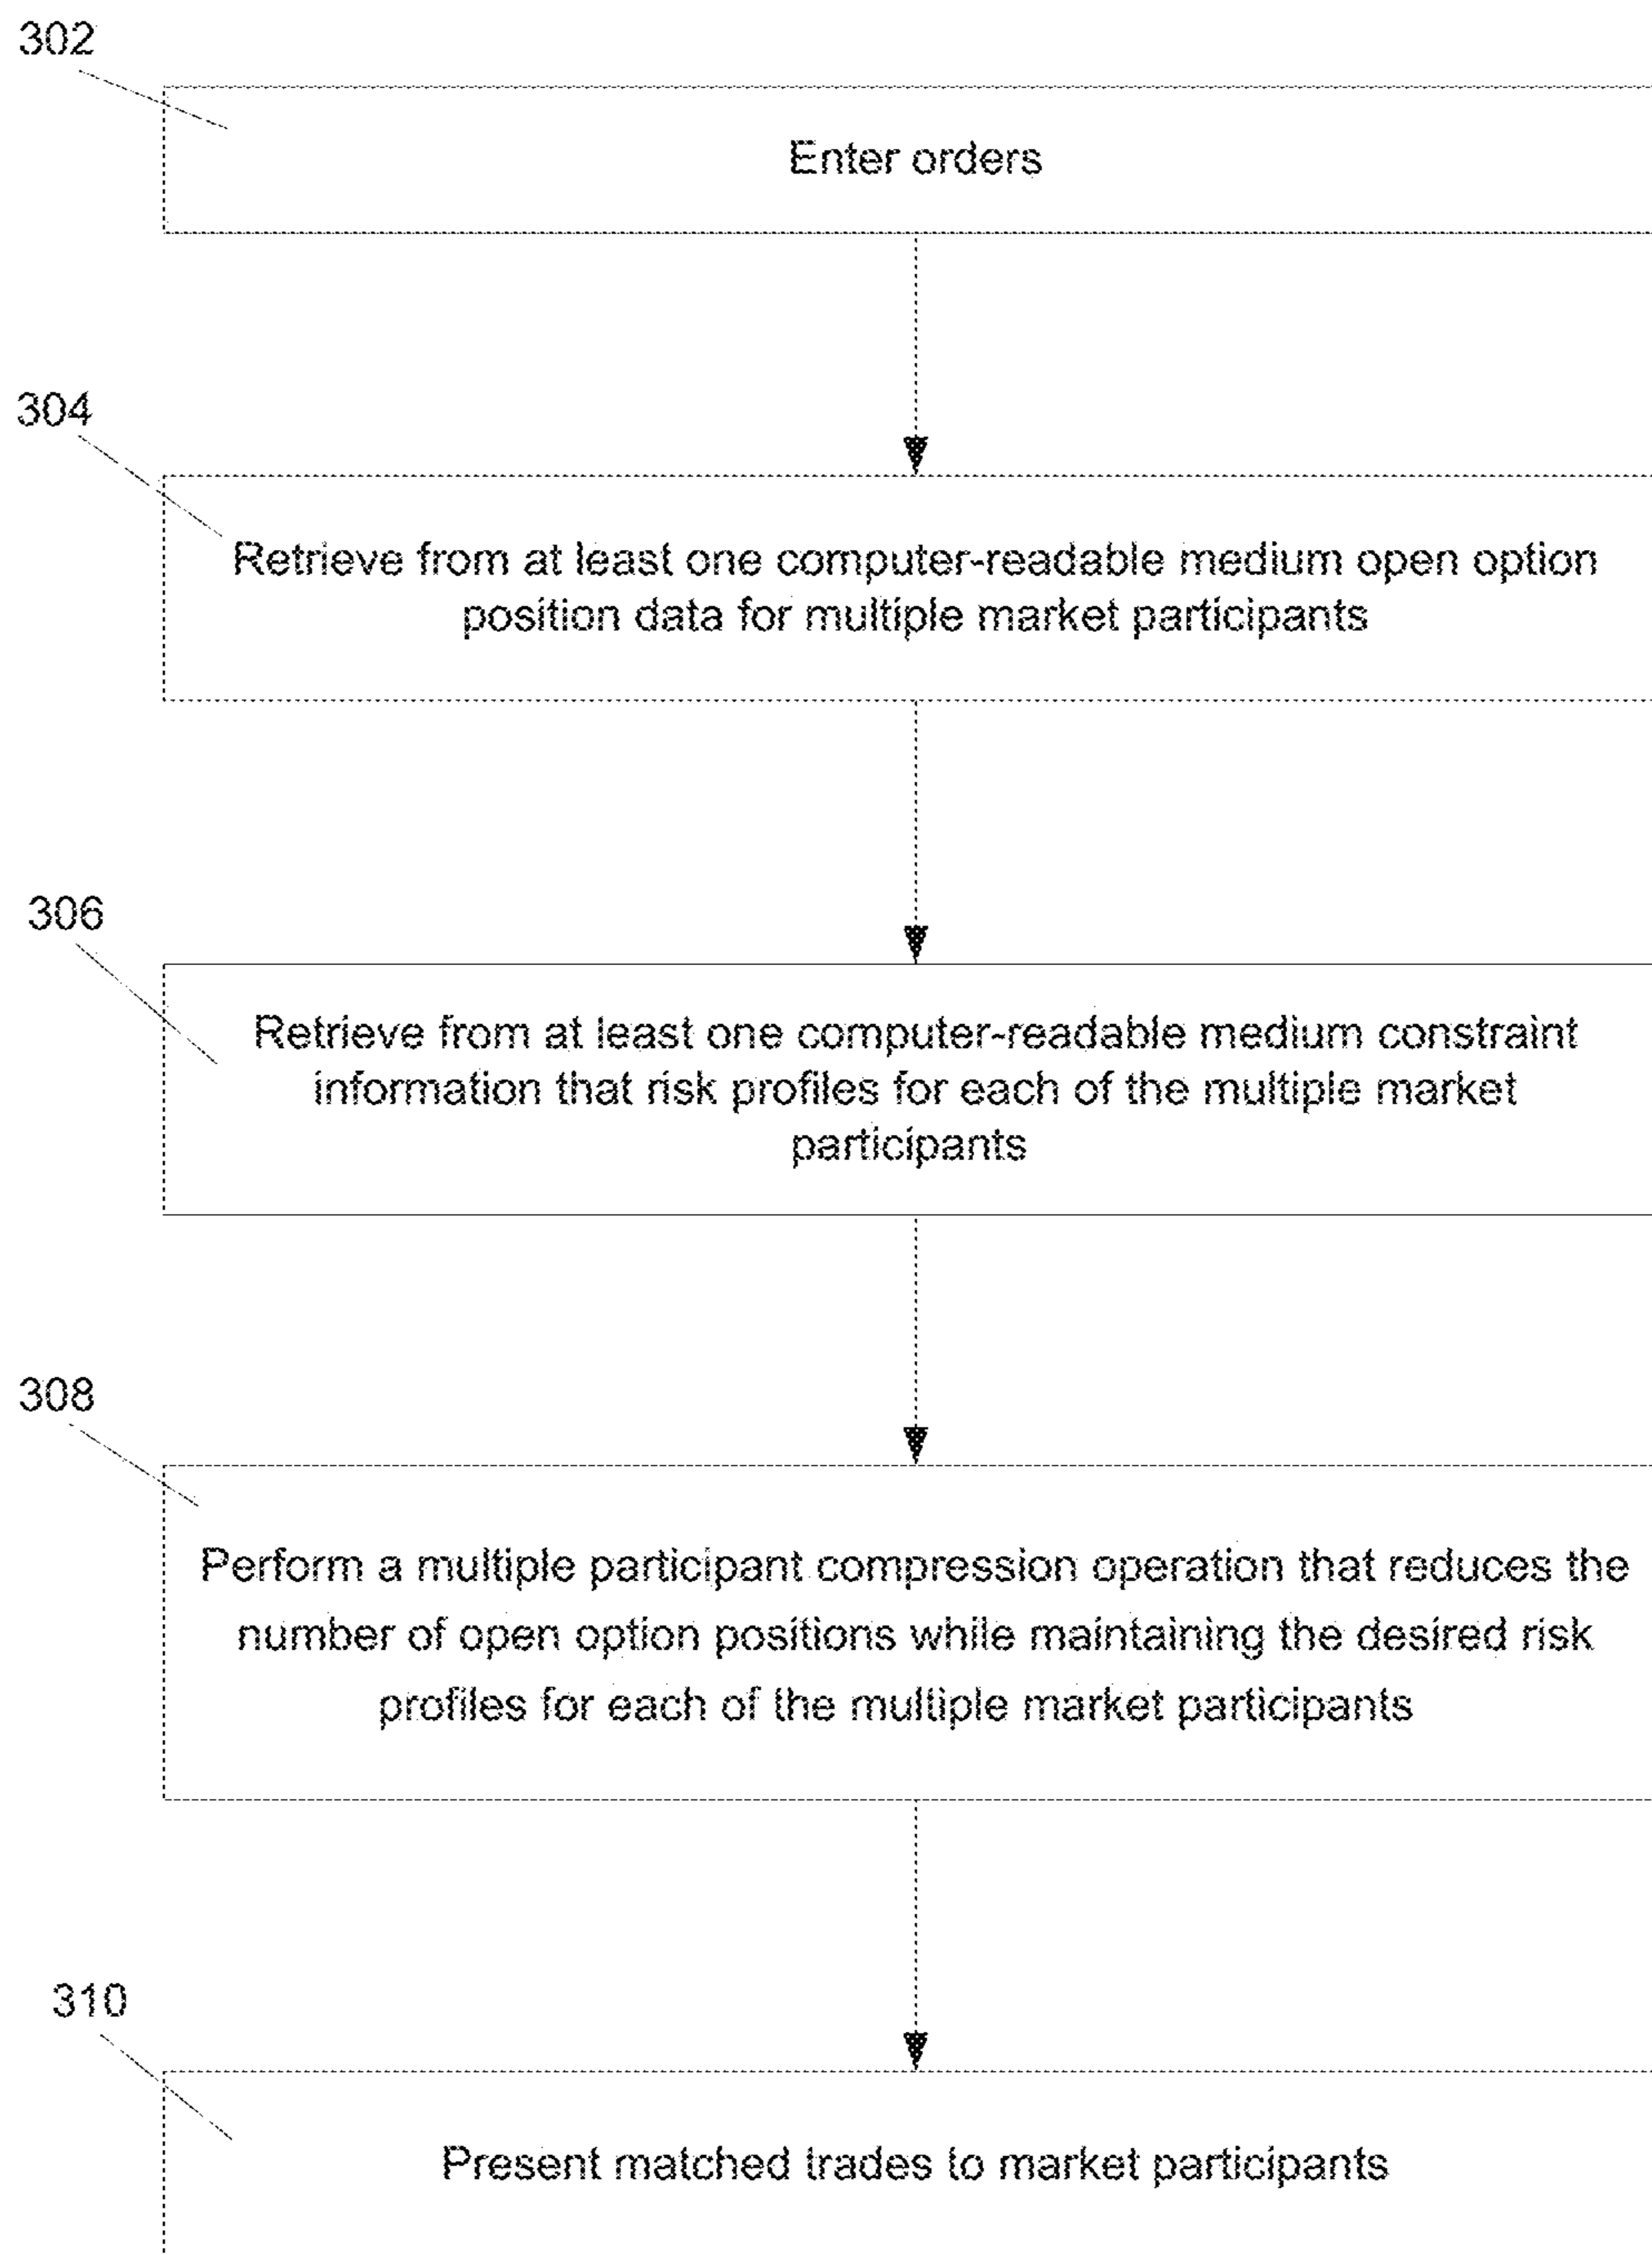 302
Enter orders
304
Retrieve from at least one computer-readable medium open option
position data for multiple market participants
306
Retrieve from at least one computer-readable medium constraint
information that risk profiles for each of the multiple market
participants
308
Perform a multiple participant compression operation that reduces the
number of open option positions while maintaining the desired risk
profiles for each of the multiple market participants
310
Present matched trades to market participants